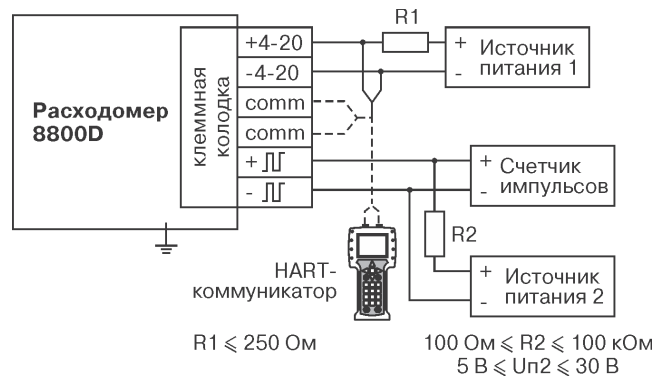 R1
+4-20
+
Источник
питания 1
-4-20
-
Расходомер
8800D
клеммная
колодка
comm
comm
+
-
+
Счетчик
импульсов
-
R2
HART-
коммуникатор
+
Источник
питания 2
-
R1 ⩽ 250 Ом
100 Ом ⩽ R2 ⩽ 100 кОм
5 В ⩽ Uп2 ⩽ 30 В